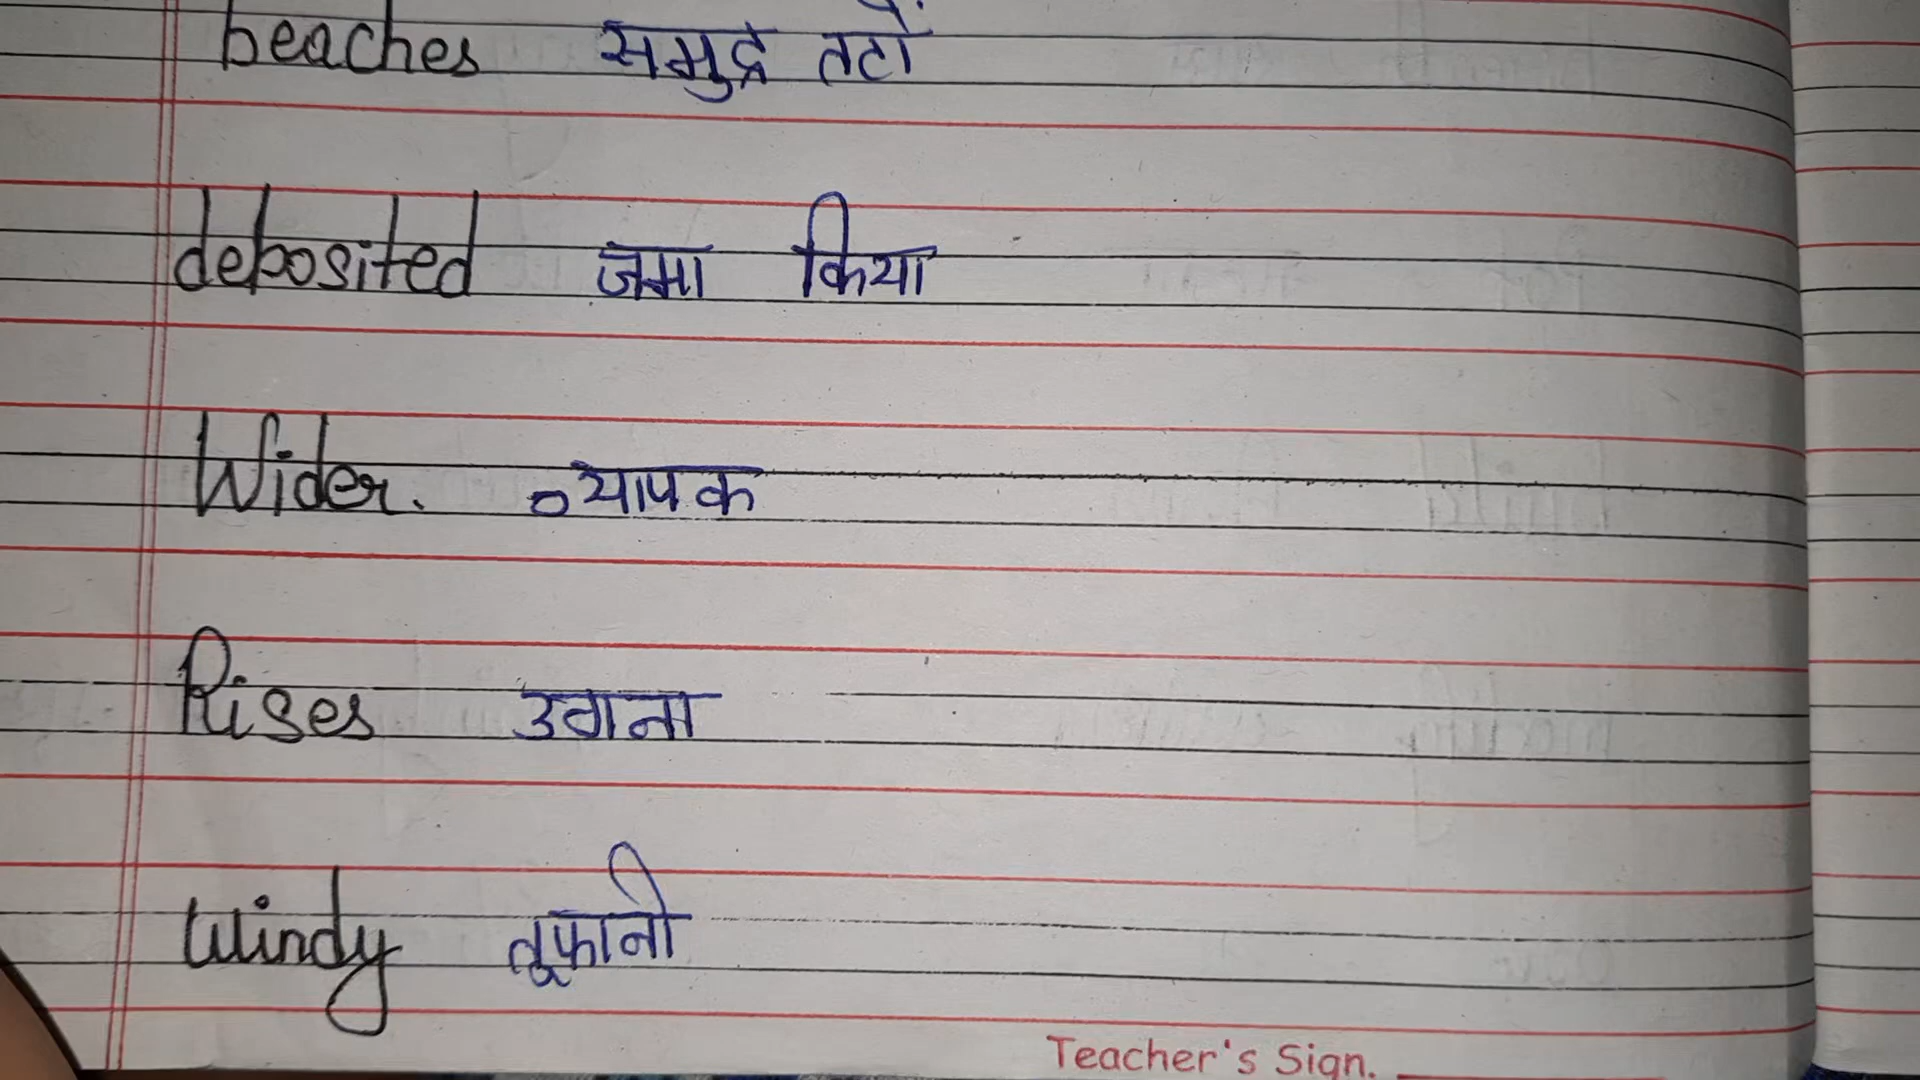 beaches समुद्र तटों
deposited जमा किया
Wider. व्यापक
Rises उगना
Windy तूफानी
Teacher's Sign.